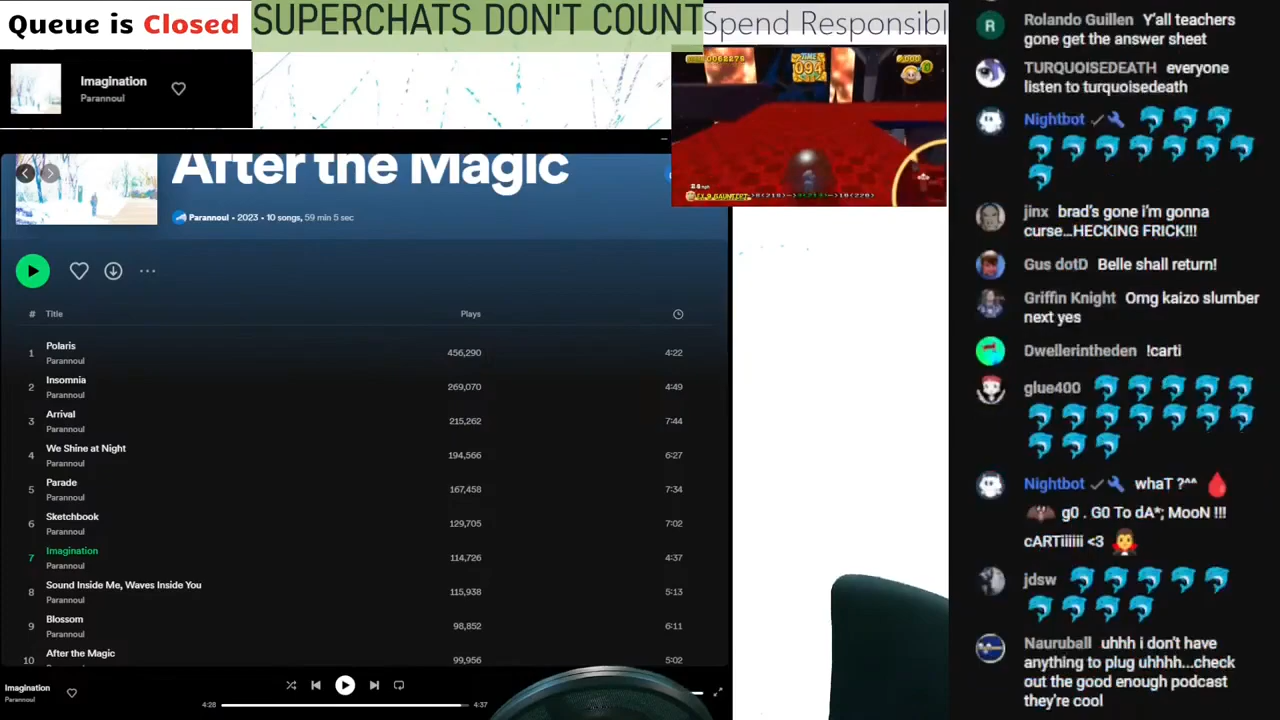 Queue is Closed
SUPERCHATS DON'T COUNT
Spend Responsibl
Imagination
Parannoul
After the Magic
Parannoul • 2023 • 10 songs, 59 min 5 sec
# Title Plays
1 Polaris 456,290 4:22
Parannoul
2 Insomnia 269,070 4:49
Parannoul
3 Arrival 215,262 7:44
Parannoul
4 We Shine at Night 194,566 6:27
Parannoul
5 Parade 167,458 7:34
Parannoul
6 Sketchbook 129,705 7:02
Parannoul
7 Imagination 114,726 4:37
Parannoul
8 Sound Inside Me, Waves Inside You 115,938 5:13
Parannoul
9 Blossom 98,852 6:11
Parannoul
10 After the Magic 99,956 5:02
Imagination
Parannoul
4:28 4:37
TIME
094
R
Rolando Guillen Y'all teachers
gone get the answer sheet
TURQUOISEDEATH everyone
listen to turquoisedeath
Nightbot
jinx brad's gone i'm gonna
curse...HECKING FRICK!!!
Gus dotD Belle shall return!
Griffin Knight Omg kaizo slumber
next yes
Dwellerintheden !carti
glue400
Nightbot whaT ?^^
g0 . G0 To dA*; MooN !!!
cARTiiiiii <3
jdsw
Nauruball uhhh i don't have
anything to plug uhhhh...check
out the good enough podcast
they're cool